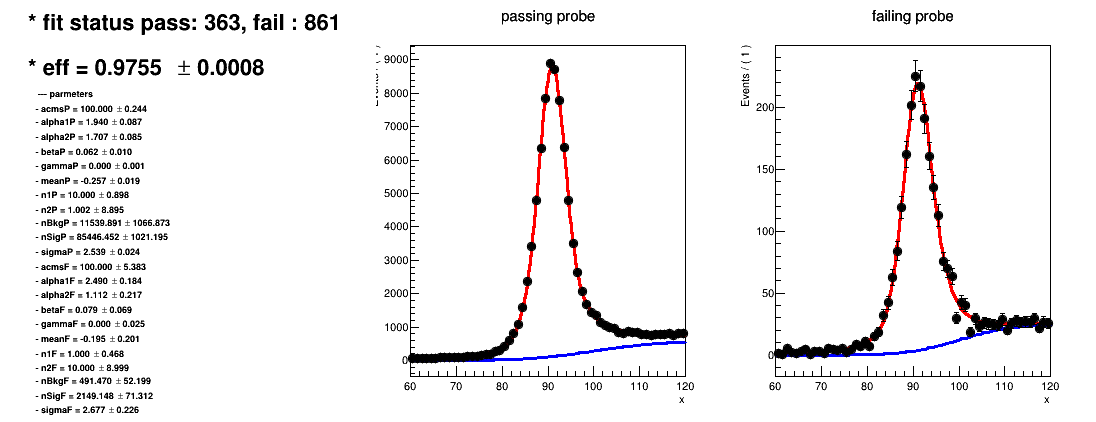 * fit status pass: 363, fail : 861
* eff = 0.9755 ± 0.0008
--- parmeters
- acmsP = 100.000 ± 0.244
- alpha1P = 1.940 ± 0.087
- alpha2P = 1.707 ± 0.085
- betaP = 0.062 ± 0.010
- gammaP = 0.000 ± 0.001
- meanP = -0.257 ± 0.019
- n1P = 10.000 ± 0.898
- n2P = 1.002 ± 8.895
- nBkgP = 11539.891 ± 1066.873
- nSigP = 85446.452 ± 1021.195
- sigmaP = 2.539 ± 0.024
- acmsF = 100.000 ± 5.383
- alpha1F = 2.490 ± 0.184
- alpha2F = 1.112 ± 0.217
- betaF = 0.079 ± 0.069
- gammaF = 0.000 ± 0.025
- meanF = -0.195 ± 0.201
- n1F = 1.000 ± 0.468
- n2F = 10.000 ± 8.999
- nBkgF = 491.470 ± 52.199
- nSigF = 2149.148 ± 71.312
- sigmaF = 2.677 ± 0.226
passing probe
9000
8000
7000
6000
5000
4000
3000
2000
1000
0
60 70 80 90 100 110 120
x
failing probe
Events / ( 1 )
200
150
100
50
0
60 70 80 90 100 110 120
x